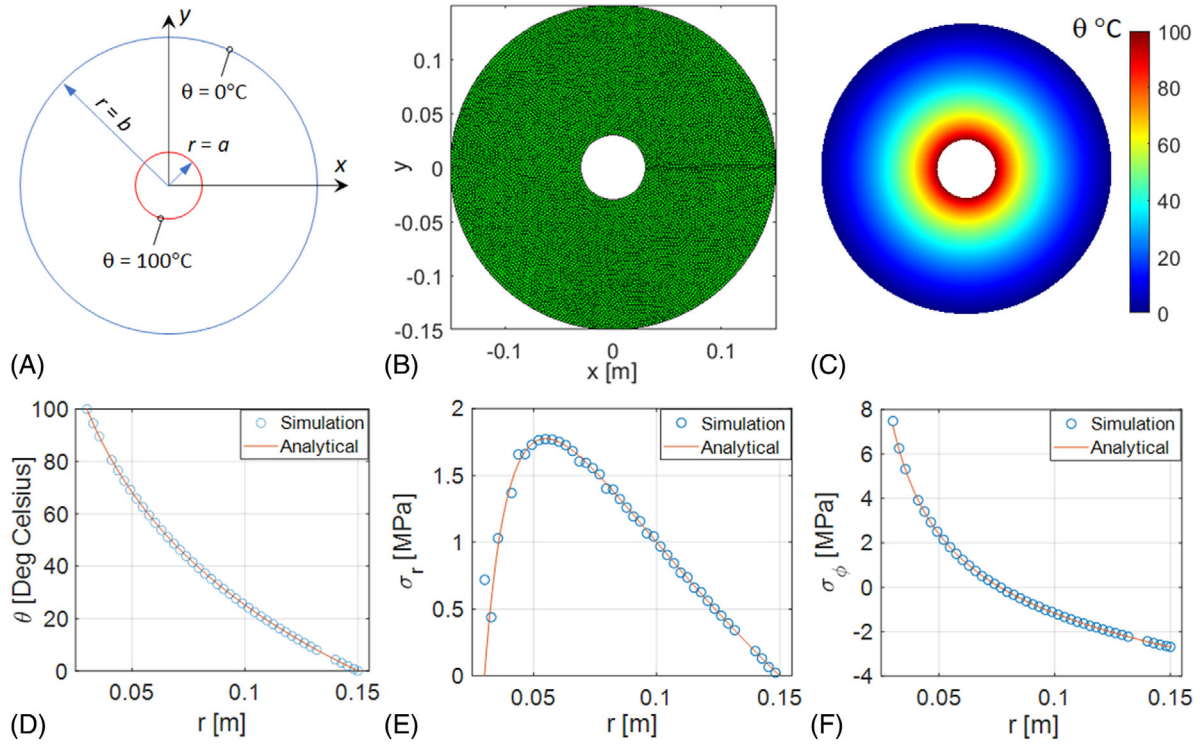 y
θ = 0°C
r = b
r = a
x
θ = 100°C
(A)
0.1
0.05
0
-0.05
-0.1
-0.15
y
-0.1 0 0.1
x [m]
(B)
θ °C
100
80
60
40
20
0
(C)
100
80
60
40
20
0
θ [Deg Celsius]
Simulation
Analytical
0.05 0.1 0.15
r [m]
(D)
2
1.5
1
0.5
0
σr [MPa]
Simulation
Analytical
0.05 0.1 0.15
r [m]
(E)
8
6
4
2
0
-2
-4
σϕ [MPa]
Simulation
Analytical
0.05 0.1 0.15
r [m]
(F)